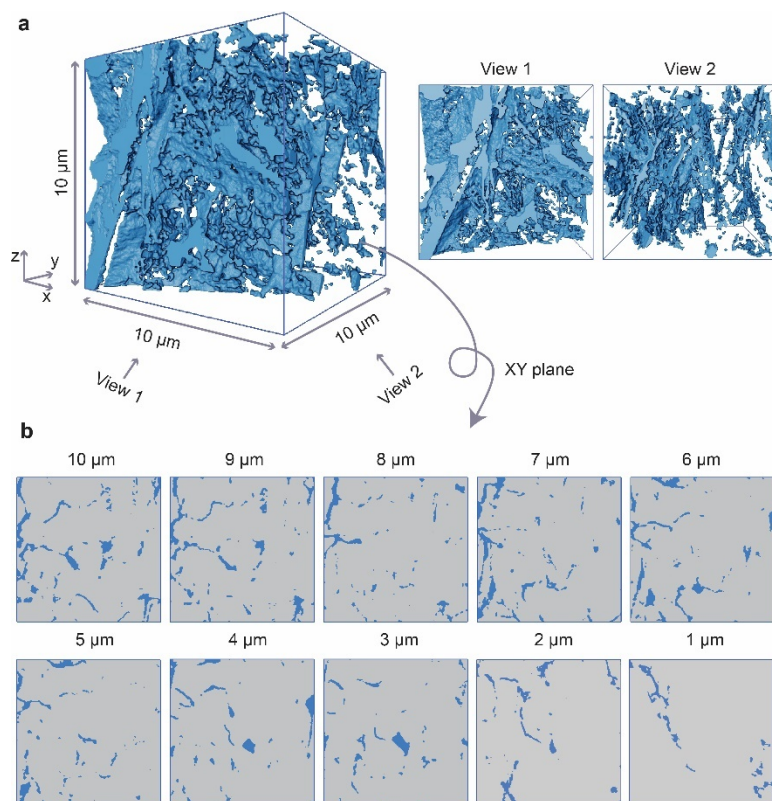 a
View 1 View 2
10 µm
z
y
x
10 µm
10 µm
View 1
View 2
XY plane
b
10 µm 9 µm 8 µm 7 µm 6 µm
5 µm 4 µm 3 µm 2 µm 1 µm